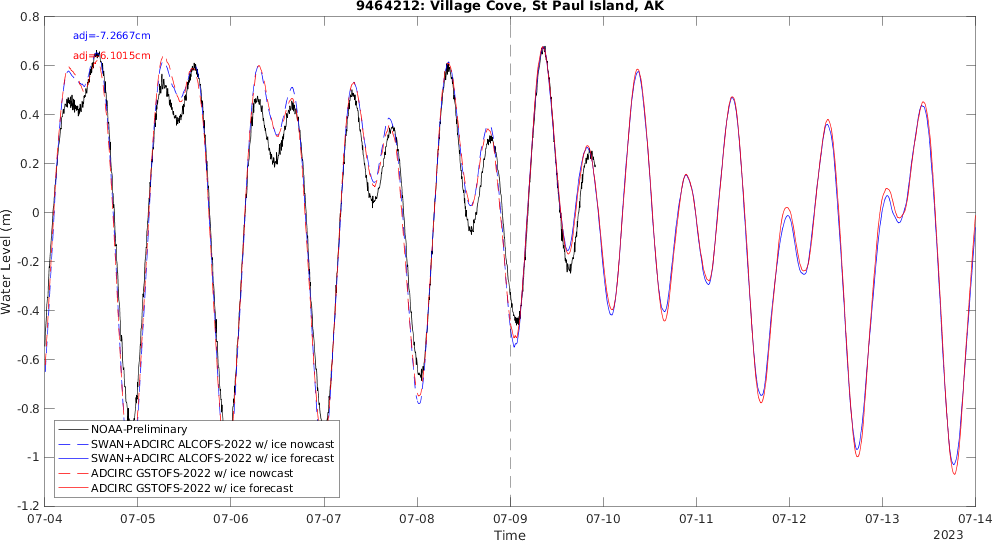 9464212: Village Cove, St Paul Island, AK
adj=-7.2667cm
adj=-6.1015cm
Water Level (m)
0.8
0.6
0.4
0.2
0
-0.2
-0.4
-0.6
-0.8
-1
-1.2
NOAA-Preliminary
SWAN+ADCIRC ALCOFS-2022 w/ ice nowcast
SWAN+ADCIRC ALCOFS-2022 w/ ice forecast
ADCIRC GSTOFS-2022 w/ ice nowcast
ADCIRC GSTOFS-2022 w/ ice forecast
07-04 07-05 07-06 07-07 07-08 07-09 07-10 07-11 07-12 07-13 07-14
Time
2023